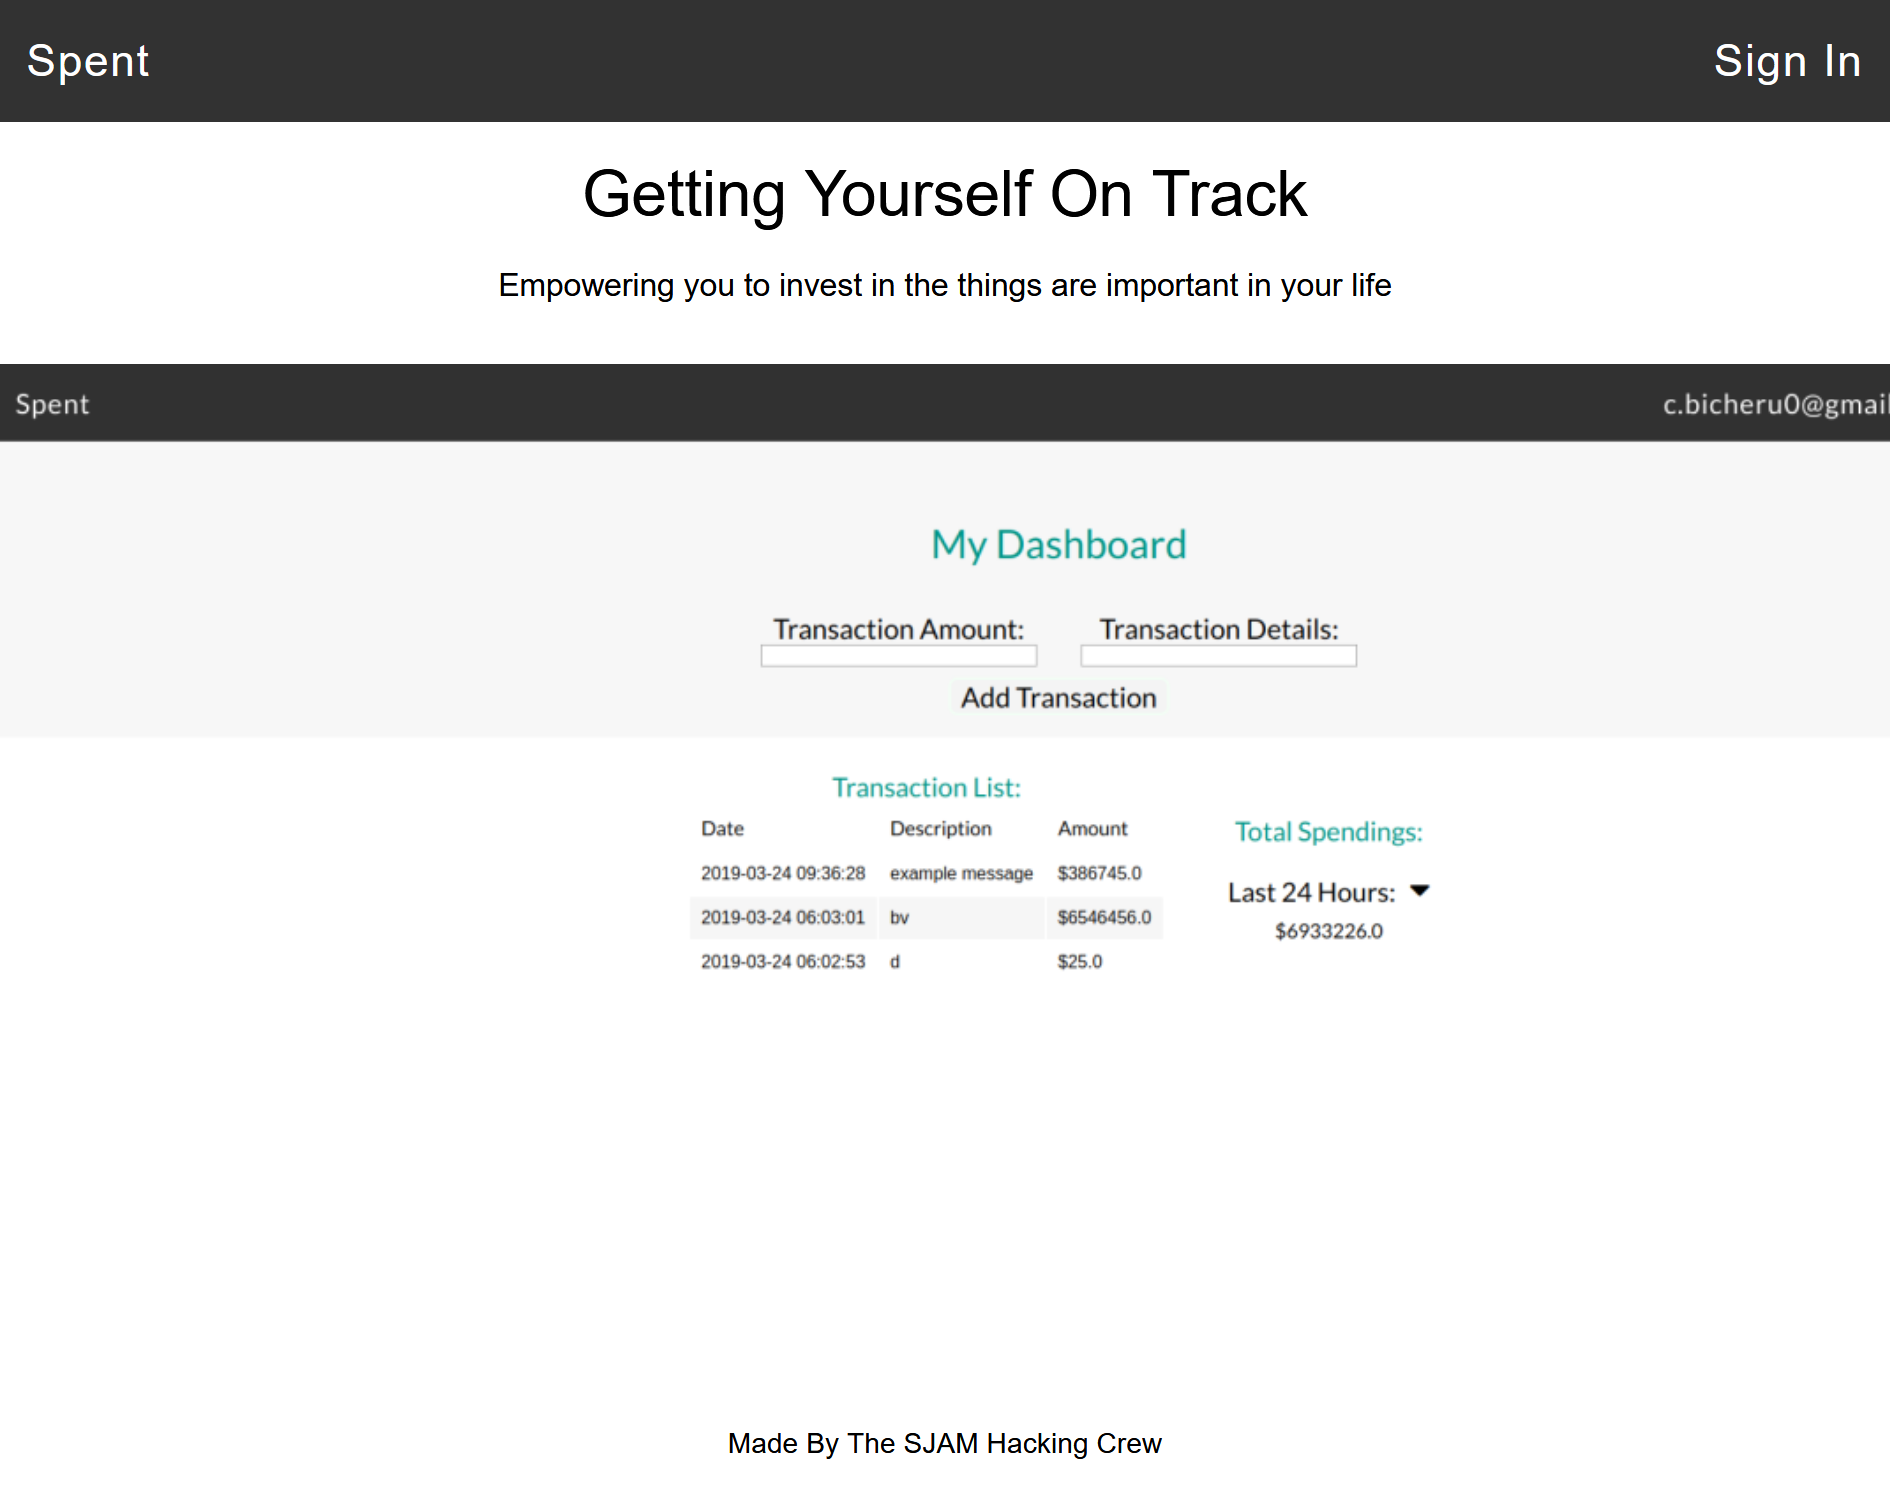 Spent Sign In
Getting Yourself On Track
Empowering you to invest in the things are important in your life
Spent c.bicheru0@gmail
My Dashboard
Transaction Amount: Transaction Details:
Add Transaction
Transaction List:
Date Description Amount
Total Spendings:
2019-03-24 09:36:28 example message $386745.0
Last 24 Hours:
2019-03-24 06:03:01 bv $6546456.0
$6933226.0
2019-03-24 06:02:53 d $25.0
Made By The SJAM Hacking Crew